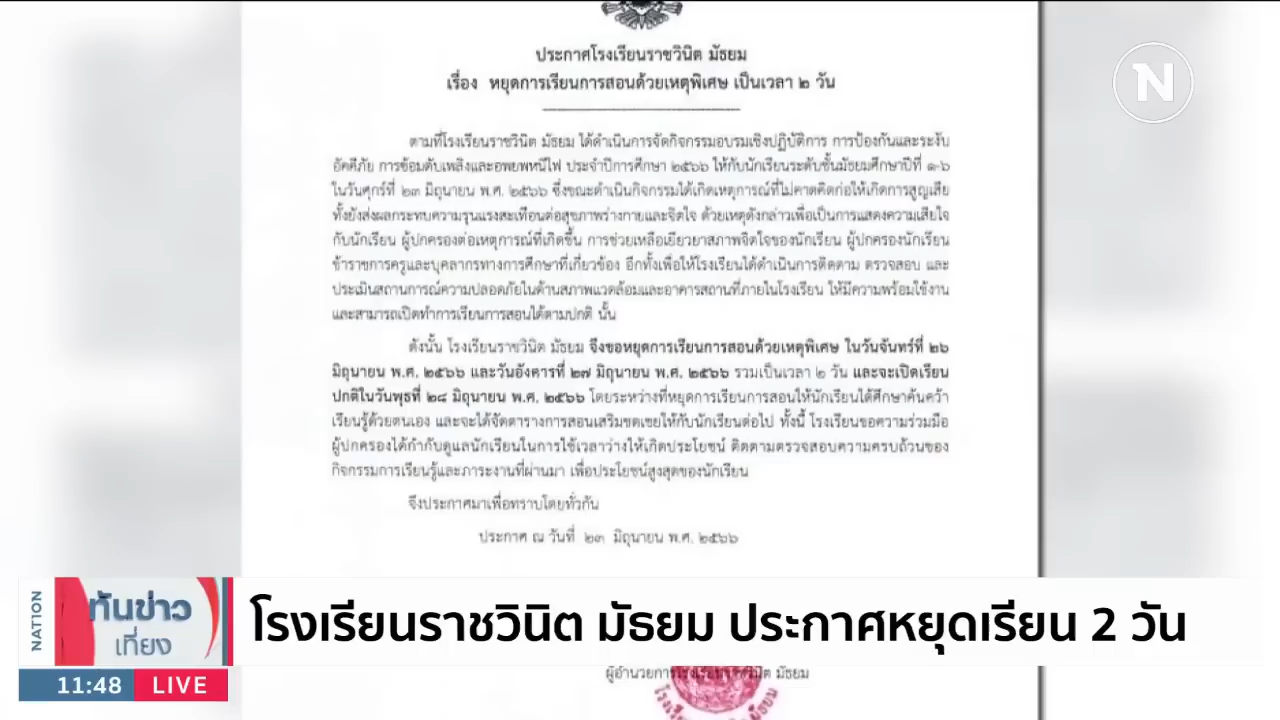 ประกาศโรงเรียนราชวินิต มัธยม
เรื่อง หยุดการเรียนการสอนด้วยเหตุพิเศษ เป็นเวลา ๒ วัน
ตามที่โรงเรียนราชวินิต มัธยม ได้ดำเนินการจัดกิจกรรมอบรมเชิงปฏิบัติการ การป้องกันและระงับ
อัคคีภัย การซ้อมดับเพลิงและอพยพหนีไฟ ประจำปีการศึกษา ๒๕๖๖ ให้กับนักเรียนระดับชั้นมัธยมศึกษาปีที่ ๑-๖
ในวันศุกร์ที่ ๒๓ มิถุนายน พ.ศ. ๒๕๖๖ ซึ่งขณะดำเนินกิจกรรมได้เกิดเหตุการณ์ที่ไม่คาดคิดก่อให้เกิดการสูญเสีย
ทั้งยังส่งผลกระทบความรุนแรงสะเทือนต่อสุขภาพร่างกายและจิตใจ ด้วยเหตุดังกล่าวเพื่อเป็นการแสดงความเสียใจ
กับนักเรียน ผู้ปกครองต่อเหตุการณ์ที่เกิดขึ้น การช่วยเหลือเยียวยาสภาพจิตใจของนักเรียน ผู้ปกครองนักเรียน
ข้าราชการครูและบุคลากรทางการศึกษาที่เกี่ยวข้อง อีกทั้งเพื่อให้โรงเรียนได้ดำเนินการติดตาม ตรวจสอบ และ
ประเมินสถานการณ์ความปลอดภัยในด้านสภาพแวดล้อมและอาคารสถานที่ภายในโรงเรียน ให้มีความพร้อมใช้งาน
และสามารถเปิดทำการเรียนการสอนได้ตามปกติ นั้น
ดังนั้น โรงเรียนราชวินิต มัธยม จึงขอหยุดการเรียนการสอนด้วยเหตุพิเศษ ในวันจันทร์ที่ ๒๖
มิถุนายน พ.ศ. ๒๕๖๖ และวันอังคารที่ ๒๗ มิถุนายน พ.ศ. ๒๕๖๖ รวมเป็นเวลา ๒ วัน และจะเปิดเรียน
ปกติในวันพุธที่ ๒๘ มิถุนายน พ.ศ. ๒๕๖๖ โดยระหว่างที่หยุดการเรียนการสอนให้นักเรียนได้ศึกษาค้นคว้า
เรียนรู้ด้วยตนเอง และจะได้จัดตารางการสอนเสริมชดเชยให้กับนักเรียนต่อไป ทั้งนี้ โรงเรียนขอความร่วมมือ
ผู้ปกครองได้กำกับดูแลนักเรียนในการใช้เวลาว่างให้เกิดประโยชน์ ติดตามตรวจสอบความครบถ้วนของ
กิจกรรมการเรียนรู้และภาระงานที่ผ่านมา เพื่อประโยชน์สูงสุดของนักเรียน
จึงประกาศมาเพื่อทราบโดยทั่วกัน
ประกาศ ณ วันที่ ๒๓ มิถุนายน พ.ศ. ๒๕๖๖
N
NATION
ทันข่าว
เที่ยง
โรงเรียนราชวินิต มัธยม ประกาศหยุดเรียน 2 วัน
11:48 LIVE
ผู้อำนวยการโรงเรียนราชวินิต มัธยม